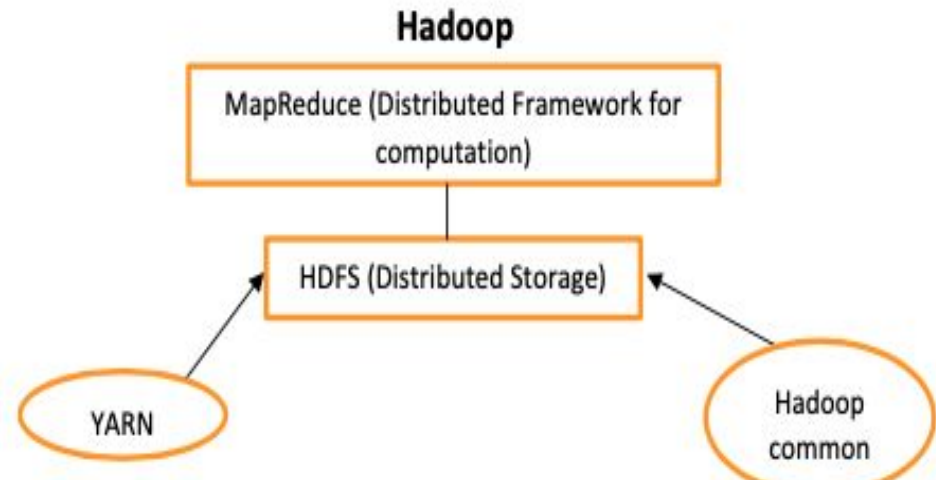 Hadoop
MapReduce (Distributed Framework for
computation)
HDFS (Distributed Storage)
YARN
Hadoop
common